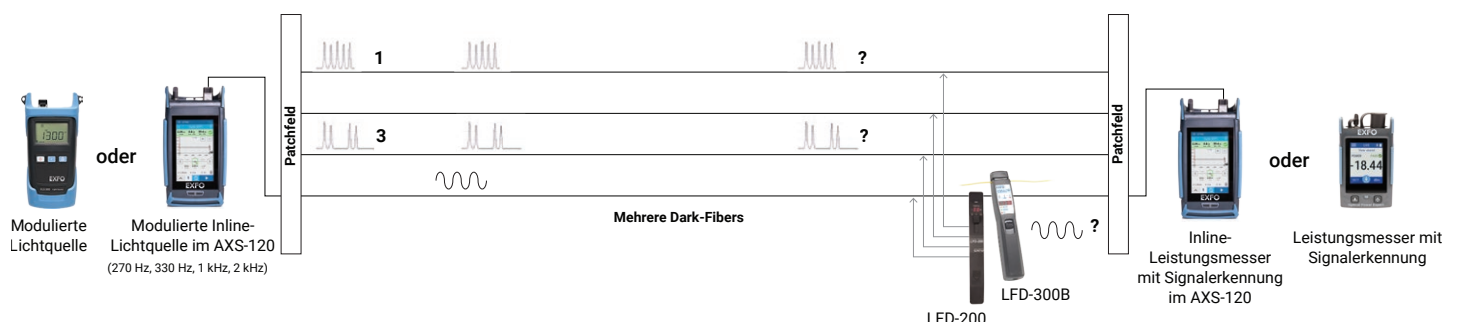 1
?
Patchfeld
Patchfeld
1300
EXFO
oder
EXFO
3
?
EXFO
oder
EXFO
-18.44
Modulierte
Lichtquelle
Modulierte Inline-
Lichtquelle im AXS-120
(270 Hz, 330 Hz, 1 kHz, 2 kHz)
Mehrere Dark-Fibers
?
LFD-300B
LFD-200
Inline-
Leistungsmesser
mit Signalerkennung
im AXS-120
Leistungsmesser mit
Signalerkennung